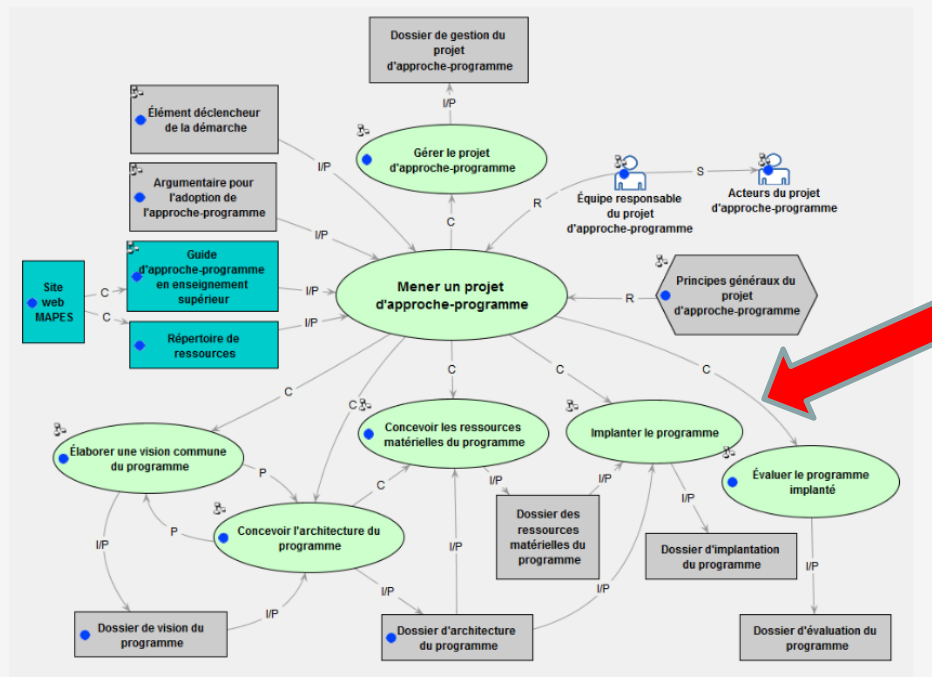 Dossier de gestion du
projet
d'approche-programme
I/P
Élément déclencheur
de la démarche
I/P
Gérer le projet
d'approche-programme
Argumentaire pour
l'adoption de
l'approche-programme
I/P
C
R
S
Équipe responsable
du projet
d'approche-programme
Acteurs du projet
d'approche-programme
Site
web
MAPES
C
C
Guide
d'approche-programme
en enseignement
supérieur
I/P
Répertoire de
ressources
I/P
Mener un projet
d'approche-programme
R
Principes généraux du
projet
d'approche-programme
C
C
C
C
C
Élaborer une vision commune
du programme
Concevoir les ressources
matérielles du programme
Implanter le programme
Évaluer le programme
implanté
P
P
C
I/P
I/P
I/P
Concevoir l'architecture du
programme
Dossier des
ressources
matérielles du
programme
Dossier d'implantation
du programme
I/P
I/P
I/P
I/P
I/P
I/P
Dossier de vision du
programme
Dossier d'architecture
du programme
Dossier d'évaluation du
programme